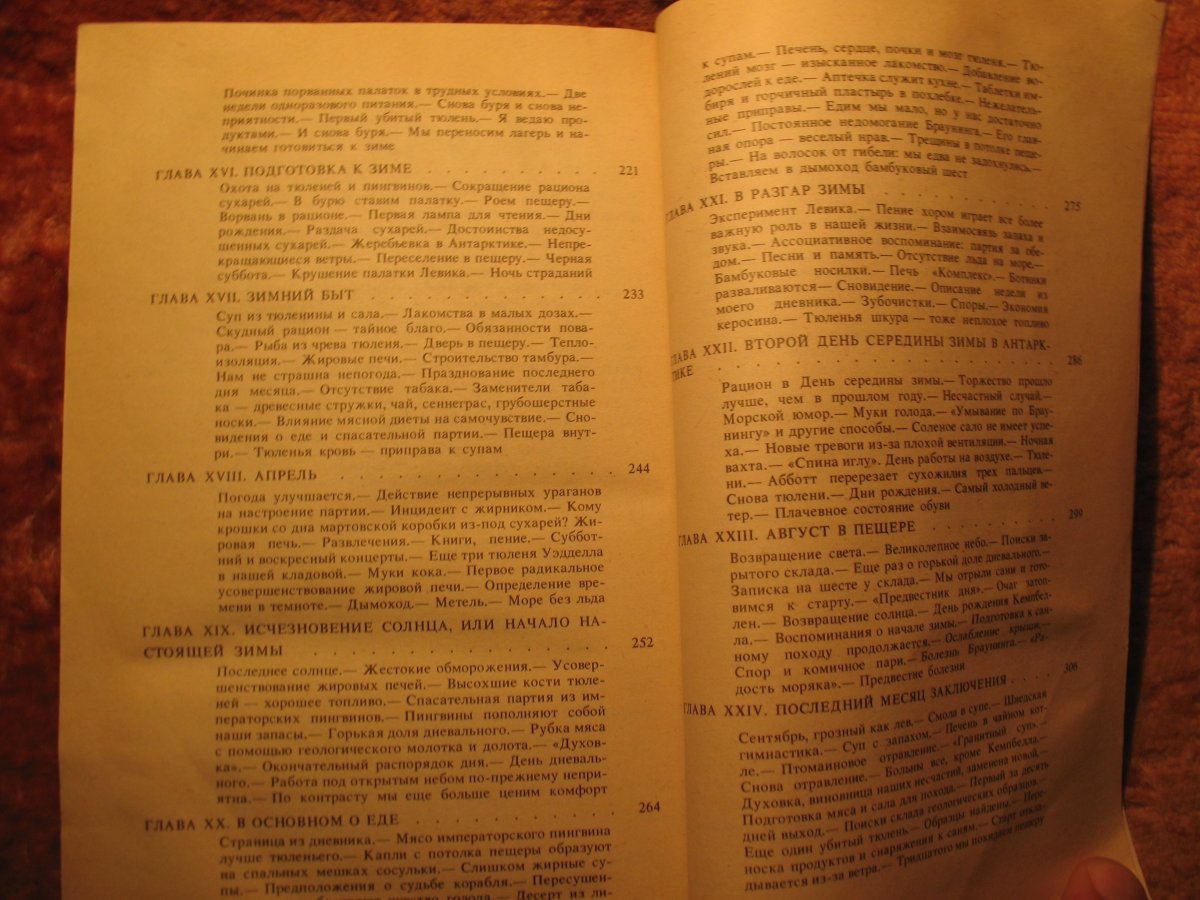 Починка порванных палаток в трудных условиях.— Две
недели одноразового питания.— Снова буря и снова не-
приятности.— Первый убитый тюлень.— Я ведаю про-
дуктами.— И снова буря.— Мы переносим лагерь и на-
чинаем готовиться к зиме
ГЛАВА XVI. ПОДГОТОВКА К ЗИМЕ . . . . . . . . . . 221
Охота на тюленей и пингвинов.— Сокращение рациона
сухарей.— В бурю ставим палатку.— Роем пещеру.—
Ворвань в рационе.— Первая лампа для чтения.— Дни
рождения.— Раздача сухарей.— Достоинства недосу-
шенных сухарей.— Жеребьевка в Антарктике.— Непре-
кращающиеся ветры.— Переселение в пещеру.— Черная
суббота.— Крушение палатки Левика.— Ночь страданий
ГЛАВА XVII. ЗИМНИЙ БЫТ . . . . . . . . . . . . 233
Суп из тюленины и сала.— Лакомства в малых дозах.—
Скудный рацион — тайное благо.— Обязанности пова-
ра.— Рыба из чрева тюленя.— Дверь в пещеру.— Тепло-
изоляция.— Жировые печи.— Строительство тамбура.—
Нам не страшна непогода.— Празднование последнего
дня месяца.— Отсутствие табака.— Заменители таба-
ка — древесные стружки, чай, сеннеграс, грубошерстные
носки.— Влияние мясной диеты на самочувствие.— Сно-
видения о еде и спасательной партии.— Пещера внут-
ри.— Тюленья кровь — приправа к супам
ГЛАВА XVIII. АПРЕЛЬ . . . . . . . . . . . . . 244
Погода улучшается.— Действие непрерывных ураганов
на настроение партии.— Инцидент с жирником.— Кому
крошки со дна мартовской коробки из-под сухарей? Жи-
ровая печь.— Развлечения.— Книги, пение.— Суббот-
ний и воскресный концерты.— Еще три тюленя Уэдделла
в нашей кладовой.— Муки кока.— Первое радикальное
усовершенствование жировой печи.— Определение вре-
мени в темноте.— Дымоход.— Метель.— Море без льда
ГЛАВА XIX. ИСЧЕЗНОВЕНИЕ СОЛНЦА, ИЛИ НАЧАЛО НА-
СТОЯЩЕЙ ЗИМЫ . . . . . . . . . . . . . . 252
Последнее солнце.— Жестокие обморожения.— Усовер-
шенствование жировых печей.— Высохшие кости тюле-
ней — хорошее топливо.— Спасательная партия из им-
ператорских пингвинов.— Пингвины пополняют собой
наши запасы.— Горькая доля дневального.— Рубка мяса
с помощью геологического молотка и долота.— «Духов-
ка».— Окончательный распорядок дня.— День дневаль-
ного.— Работа под открытым небом по-прежнему непри-
ятна.— По контрасту мы еще больше ценим комфорт
ГЛАВА XX. В ОСНОВНОМ О ЕДЕ . . . . . . . . . . 264
Страница из дневника.— Мясо императорского пингвина
лучше тюленьего.— Капли с потолка пещеры образуют
на спальных мешках сосульки.— Слишком жирные су-
пы.— Предположения о судьбе корабля.— Пересушен-
чувство голода.— Десерт из ли-
к супам.— Печень, сердце, почки и мозг тюленя.— Тю-
лений мозг — изысканное лакомство.— Добавление во-
дорослей к еде.— Аптечка служит кухне.— Таблетки им-
биря и горчичный пластырь в похлебке.— Нежелатель-
ные приправы.— Едим мы мало, но у нас достаточно
сил.— Постоянное недомогание Браунинга.— Его глав-
ная опора — веселый нрав.— Трещины в потолке пеще-
ры.— На волосок от гибели: мы едва не задохнулись.—
Вставляем в дымоход бамбуковый шест
ГЛАВА XXI. В РАЗГАР ЗИМЫ . . . . . . . . . . 275
Эксперимент Левика.— Пение хором играет все более
важную роль в нашей жизни.— Взаимосвязь запаха и
звука.— Ассоциативное воспоминание: партия за обе-
дом.— Песни и память.— Отсутствие льда на море.—
Бамбуковые носилки.— Печь «Комплекс».— Ботинки
разваливаются— Сновидение.— Описание недели из
моего дневника.— Зубочистки.— Споры.— Экономия
керосина.— Тюленья шкура — тоже неплохое топливо
ГЛАВА XXII. ВТОРОЙ ДЕНЬ СЕРЕДИНЫ ЗИМЫ В АНТАРК-
ТИКЕ . . . . . . . . . . . . . . . . . 286
Рацион в День середины зимы.— Торжество прошло
лучше, чем в прошлом году.— Несчастный случай.—
Морской юмор.— Муки голода.— «Умывание по Брау-
нингу» и другие способы.— Соленое сало не имеет успе-
ха.— Новые тревоги из-за плохой вентиляции.— Ночная
вахта.— «Спина иглу». День работы на воздухе.— Тюле-
ни.— Абботт перерезает сухожилия трех пальцев.—
Снова тюлени.— Дни рождения.— Самый холодный ве-
тер.— Плачевное состояние обуви
ГЛАВА XXIII. АВГУСТ В ПЕЩЕРЕ . . . . . . . . . 299
Возвращение света.— Великолепное небо.— Поиски за-
рытого склада.— Еще раз о горькой доле дневального.—
Записка на шесте у склада.— Мы отрыли сани и гото-
вимся к старту.— «Предвестник дня».— Очаг затоп-
лен.— Возвращение солнца.— День рождения Кемпбел-
ла.— Воспоминания о начале зимы.— Подготовка к сан-
ному походу продолжается.— Ослабление крыши.—
Спор и комичное пари.— Болезнь Браунинга.— «Ра-
дость моряка».— Предвестие болезни
ГЛАВА XXIV. ПОСЛЕДНИЙ МЕСЯЦ ЗАКЛЮЧЕНИЯ . . . . 306
Сентябрь, грозный как лев.— Смола в супе.— Шведская
гимнастика.— Суп с запахом.— Печень в чайном кот-
ле.— Птомаиновое отравление.— «Гранитный суп».—
Снова отравление.— Больны все, кроме Кемпбелла.—
Духовка, виновница наших несчастий, заменена новой.—
Подготовка мяса и сала для похода.— Первый за десять
дней выход.— Поиски склада геологических образцов.—
Еще один убитый тюлень.— Образцы найдены.— Пере-
носка продуктов и снаряжения к саням.— Старт откла-
дывается из-за ветра.— Тридцатого мы покидаем пещеру